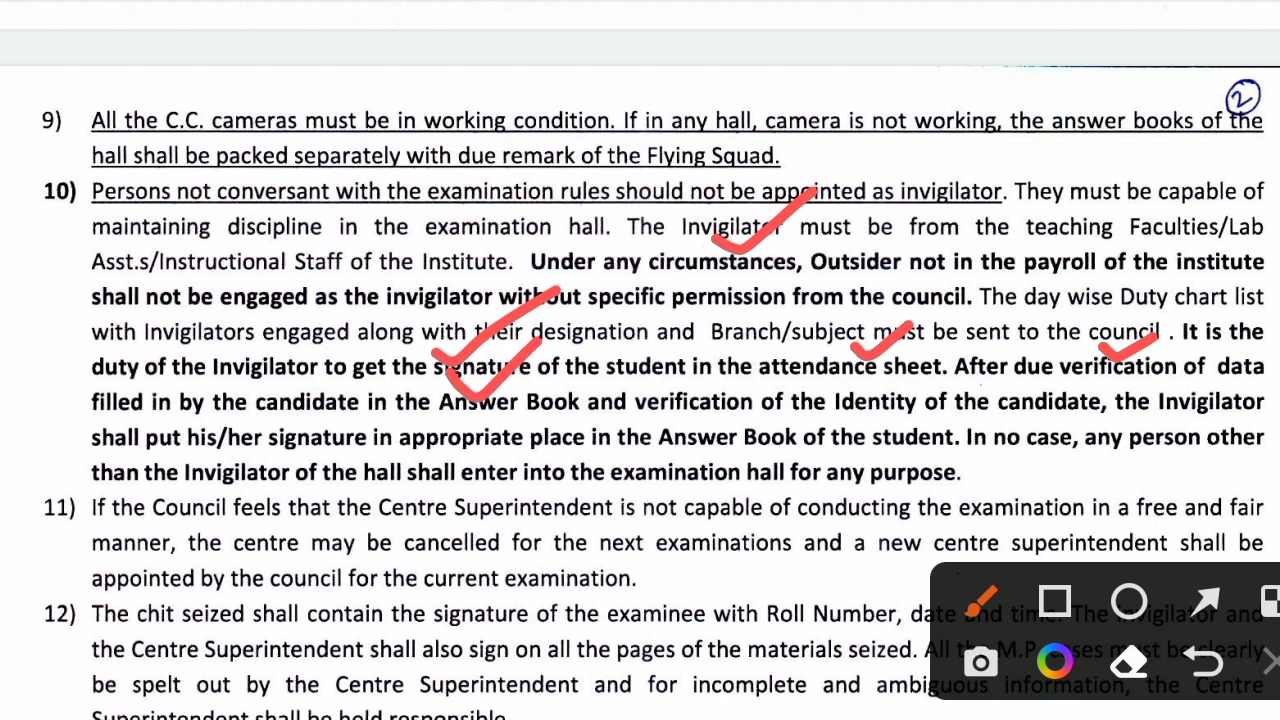 2
9) All the C.C. cameras must be in working condition. If in any hall, camera is not working, the answer books of the
hall shall be packed separately with due remark of the Flying Squad.
10) Persons not conversant with the examination rules should not be appointed as invigilator. They must be capable of
maintaining discipline in the examination hall. The Invigilator must be from the teaching Faculties/Lab
Asst.s/Instructional Staff of the Institute. Under any circumstances, Outsider not in the payroll of the institute
shall not be engaged as the invigilator without specific permission from the council. The day wise Duty chart list
with Invigilators engaged along with their designation and Branch/subject must be sent to the council . It is the
duty of the Invigilator to get the signature of the student in the attendance sheet. After due verification of data
filled in by the candidate in the Answer Book and verification of the Identity of the candidate, the Invigilator
shall put his/her signature in appropriate place in the Answer Book of the student. In no case, any person other
than the Invigilator of the hall shall enter into the examination hall for any purpose.
11) If the Council feels that the Centre Superintendent is not capable of conducting the examination in a free and fair
manner, the centre may be cancelled for the next examinations and a new centre superintendent shall be
appointed by the council for the current examination.
12) The chit seized shall contain the signature of the examinee with Roll Number, date and time. The Invigilator and
the Centre Superintendent shall also sign on all the pages of the materials seized. All the M.P. cases must be clearly
be spelt out by the Centre Superintendent and for incomplete and ambiguous information, the Centre
Superintendent shall be held responsible.